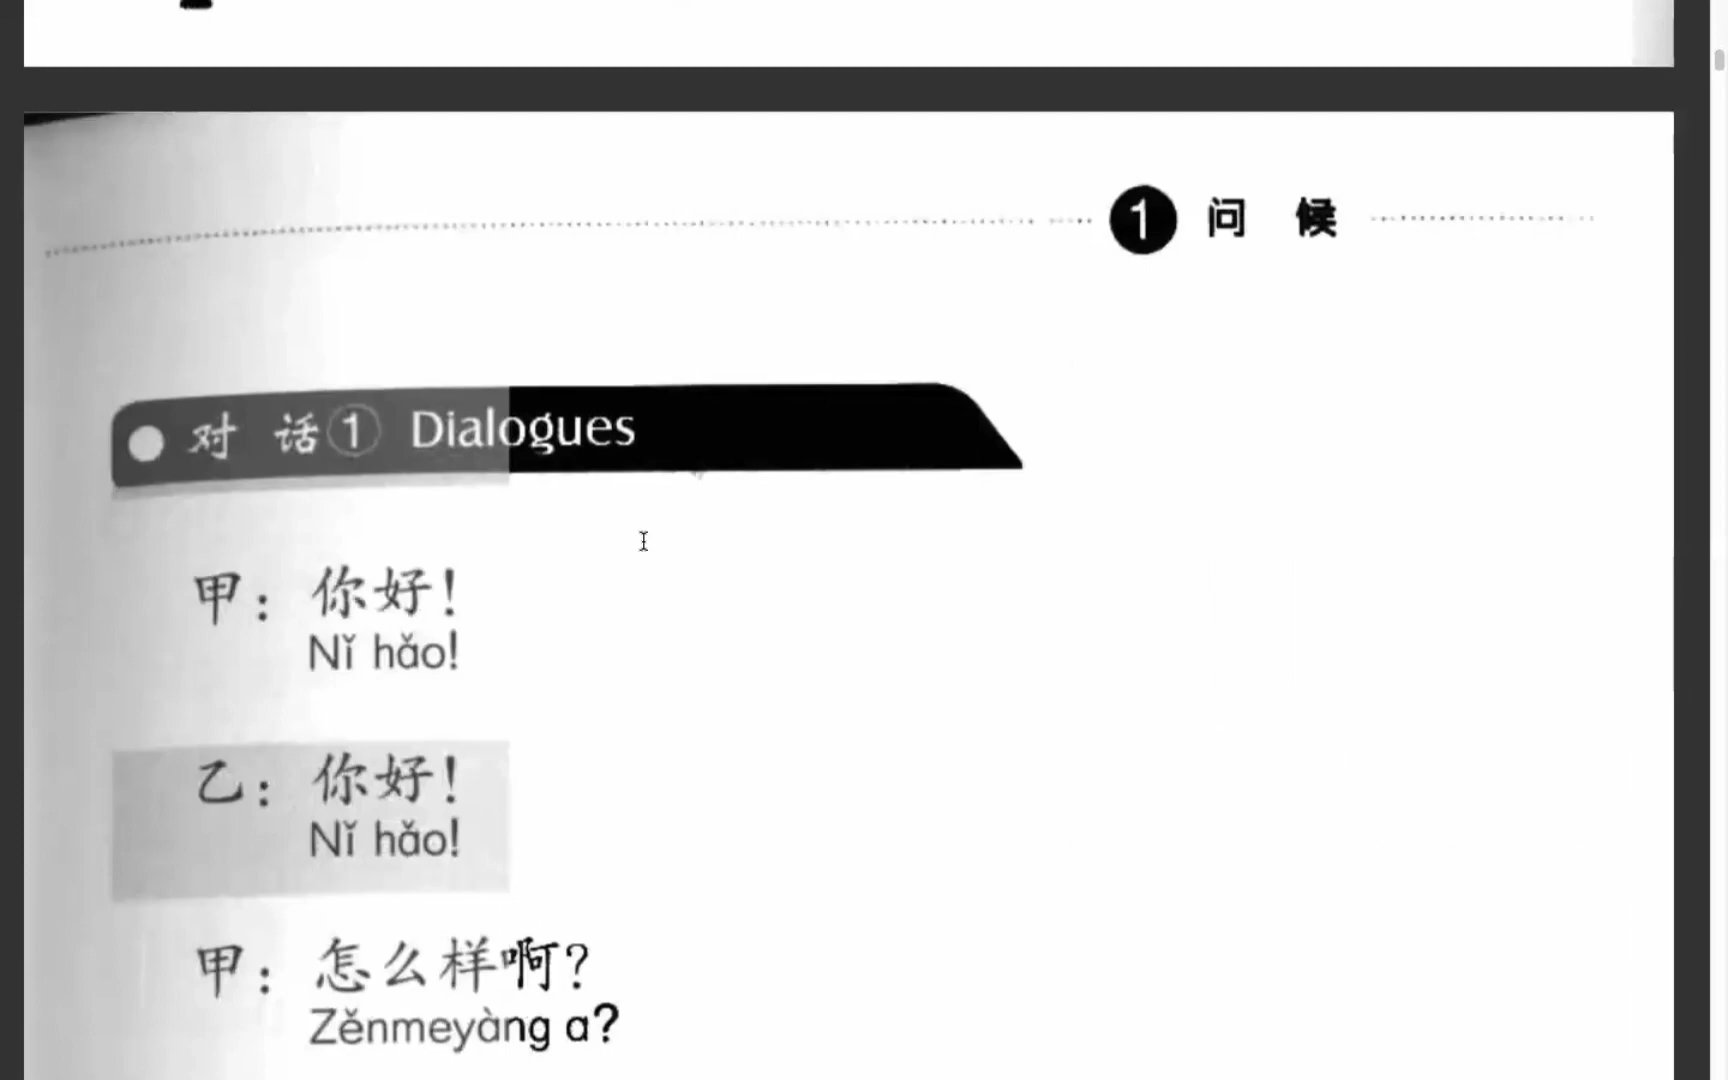 1 问 候
对 话① Dialogues
甲：你好！
Nǐ hǎo!
乙：你好！
Nǐ hǎo!
甲：怎么样啊？
Zěnmeyàng a?